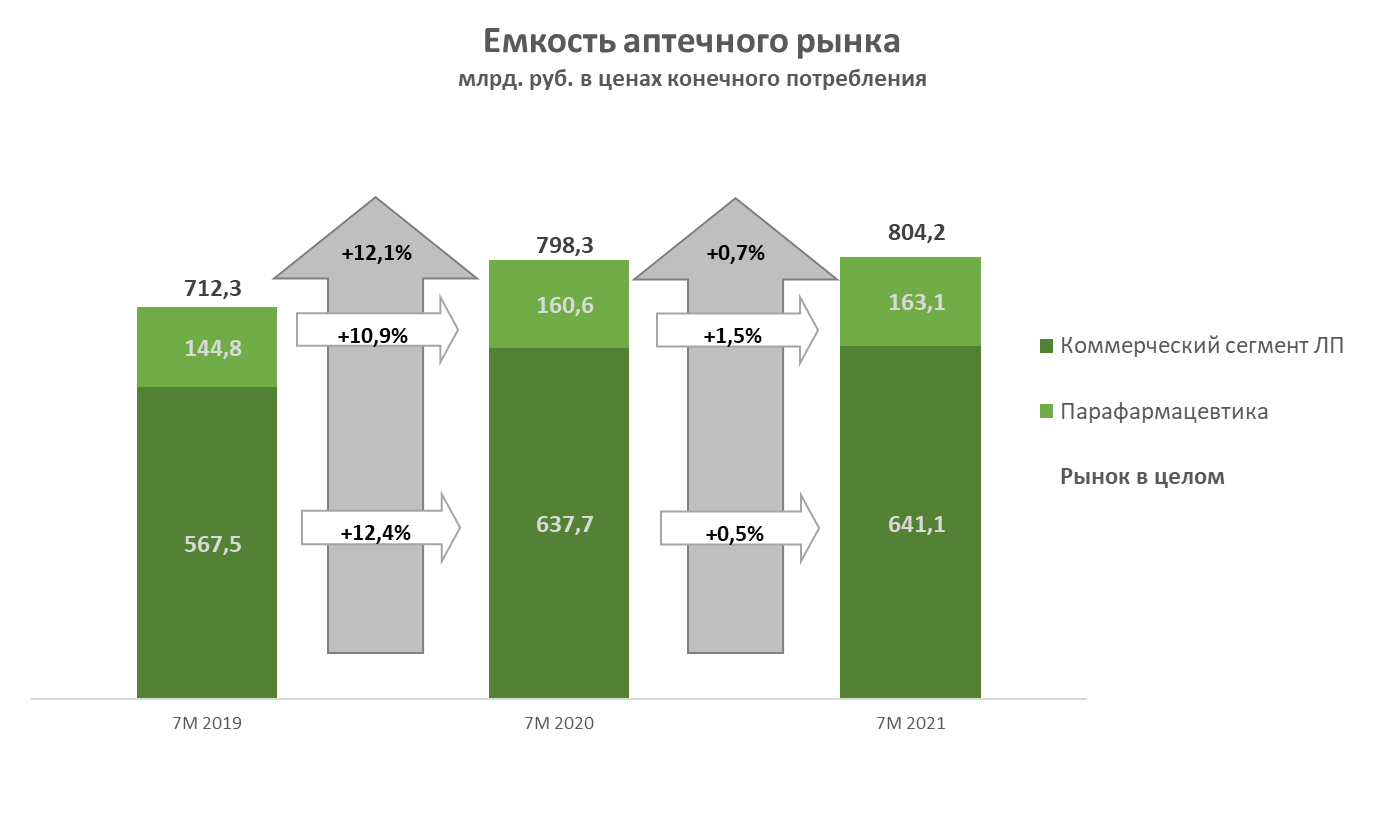 Емкость аптечного рынка
млрд. руб. в ценах конечного потребления
712,3
144,8
567,5
+12,1%
+10,9%
+12,4%
798,3
160,6
637,7
+0,7%
+1,5%
+0,5%
804,2
163,1
641,1
Коммерческий сегмент ЛП
Парафармацевтика
Рынок в целом
7М 2019
7М 2020
7М 2021